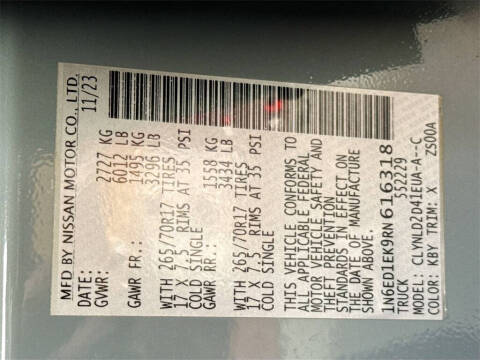 MFD BY NISSAN MOTOR CO., LTD.
DATE: 11/23
GVWR: 2727 KG
6012 LB
GAWR FR.: 1495 KG
3296 LB
WITH 265/70R17 TIRES
17 X 7.5 RIMS AT 35 PSI
COLD SINGLE
GAWR RR.: 1558 KG
3434 LB
WITH 265/70R17 TIRES
17 X 7.5 RIMS AT 35 PSI
COLD SINGLE
THIS VEHICLE CONFORMS TO
ALL APPLICABLE FEDERAL
MOTOR VEHICLE SAFETY AND
THEFT PREVENTION
STANDARDS IN EFFECT ON
THE DATE OF MANUFACTURE
SHOWN ABOVE.
1N6ED1EK9RN616318
TRUCK 552229
MODEL: CLYNLD2D41EUA-A--C
COLOR: KBY TRIM: X ZS00A